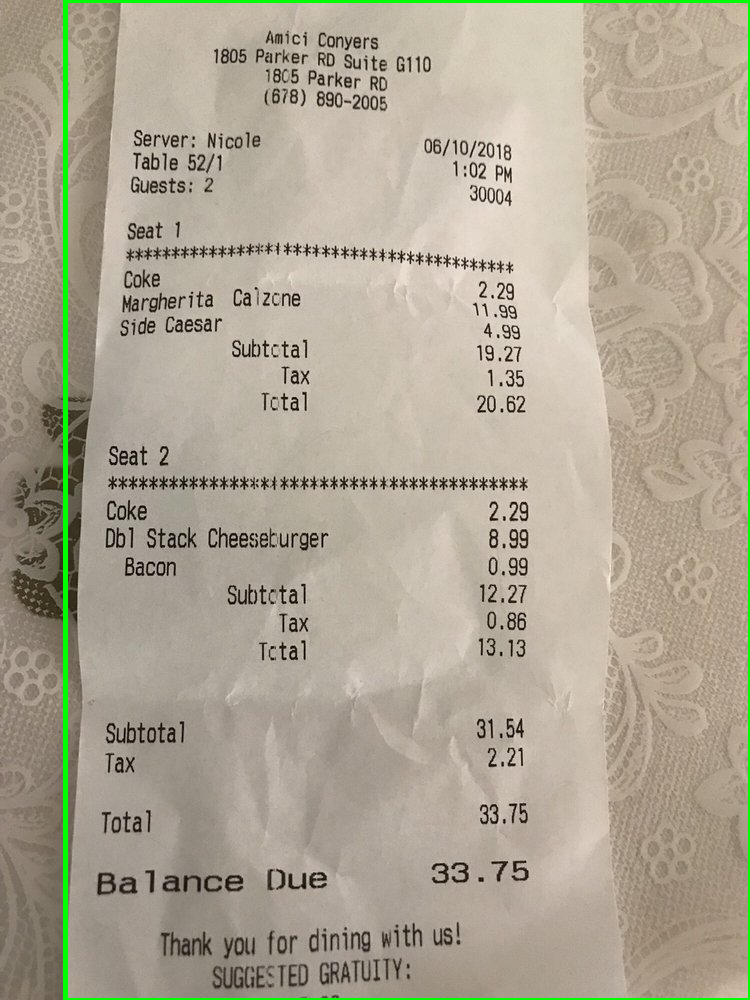 Amici Conyers
1805 Parker RD Suite G110
1805 Parker RD
(678) 890-2005
Server: Nicole 06/10/2018
Table 52/1 1:02 PM
Guests: 2 30004
Seat 1
*******************************************
Coke 2.29
Margherita Calzone 11.99
Side Caesar 4.99
Subtotal 19.27
Tax 1.35
Total 20.62
Seat 2
*******************************************
Coke 2.29
Dbl Stack Cheeseburger 8.99
Bacon 0.99
Subtotal 12.27
Tax 0.86
Total 13.13
Subtotal 31.54
Tax 2.21
Total 33.75
Balance Due 33.75
Thank you for dining with us!
SUGGESTED GRATUITY: